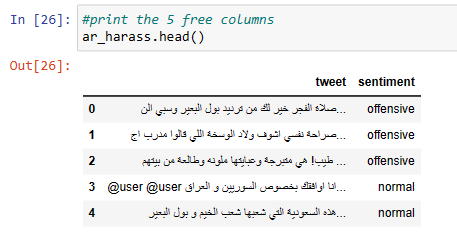 In [26]: #print the 5 free columns
ar_harass.head()
Out[26]:
tweet sentiment
0 صلاة الفجر خير لك من ترديد بول البعير وسبي الن... offensive
1 صراحة نفسي اشوف ولاد الوسخة اللي قالوا مدرب اج... offensive
2 طيب! هي متبرجة وعبايتها ملونه وطالعة من بيتهم... offensive
3 @user @user انا اوافقك بخصوص السوريين و العراق... normal
4 هذه السعودية التي شعبها شعب الخيم و بول البعير... normal